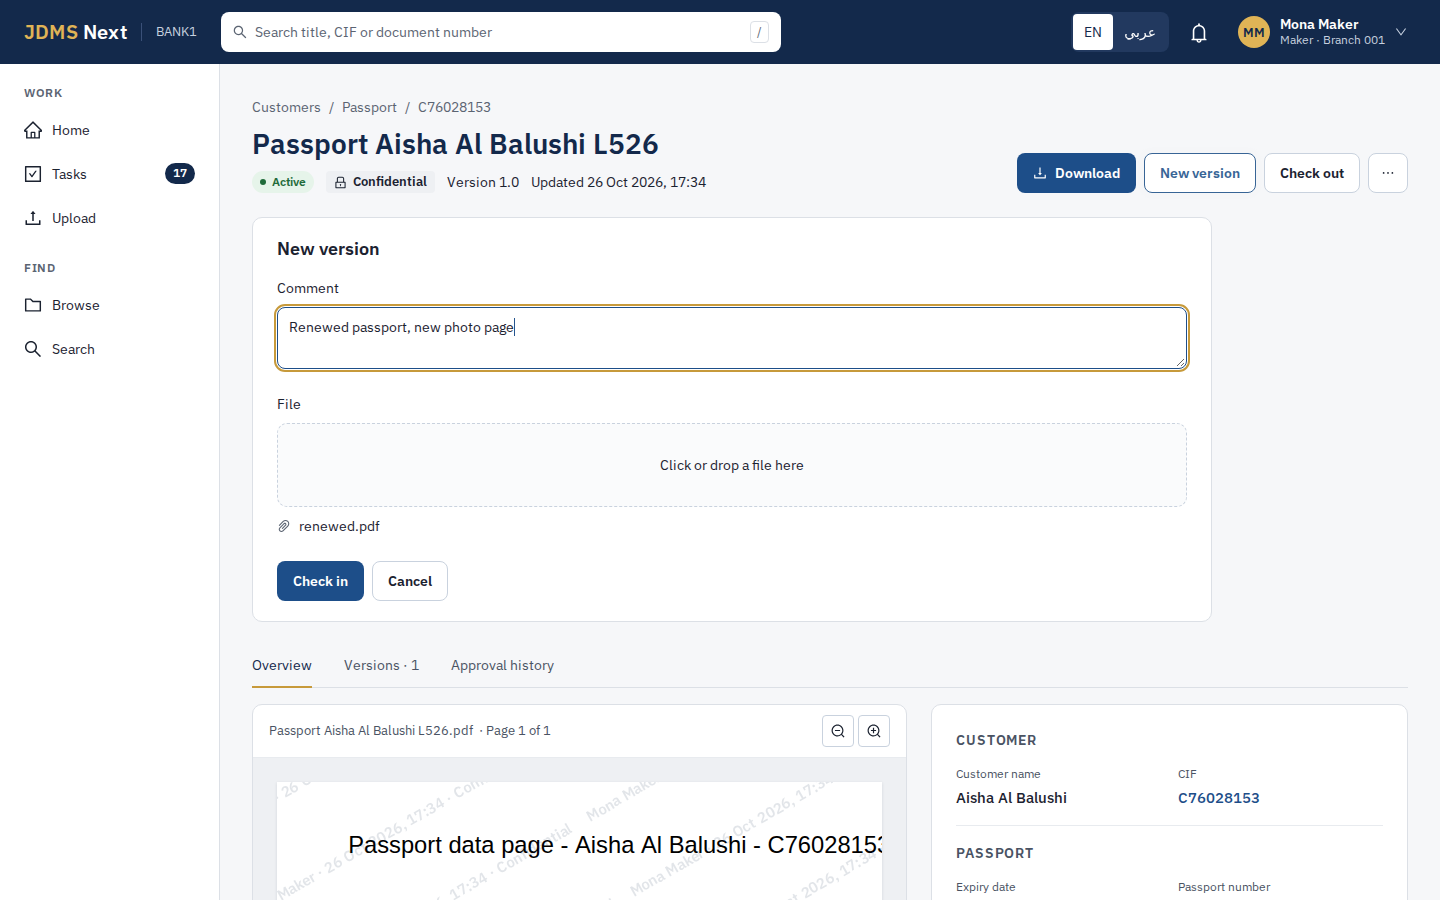 JDMS Next BANK1
Search title, CIF or document number /
EN عربي
MM Mona Maker
Maker · Branch 001
WORK
Home
Tasks 17
Upload
FIND
Browse
Search
Customers / Passport / C76028153
Passport Aisha Al Balushi L526
Active Confidential Version 1.0 Updated 26 Oct 2026, 17:34
Download New version Check out ···
New version
Comment
Renewed passport, new photo page
File
Click or drop a file here
renewed.pdf
Check in Cancel
Overview Versions · 1 Approval history
Passport Aisha Al Balushi L526.pdf · Page 1 of 1
Passport data page - Aisha Al Balushi - C76028153
CUSTOMER
Customer name CIF
Aisha Al Balushi C76028153
PASSPORT
Expiry date Passport number